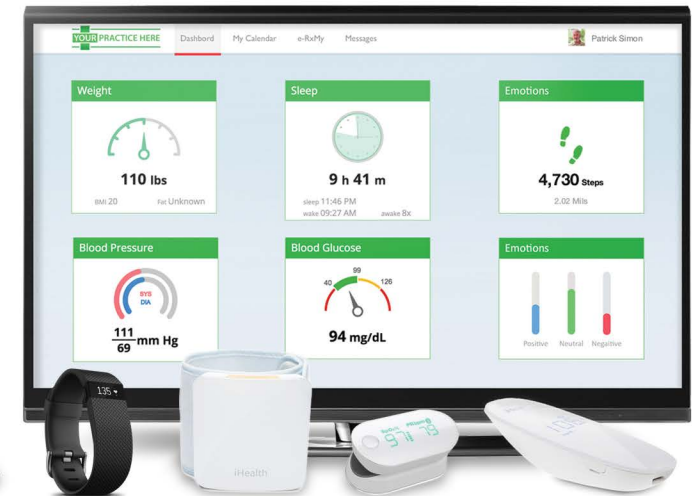 YOUR PRACTICE HERE
Dashbord
My Calendar
e-RxMy
Messages
Patrick Simon
Weight
110 lbs
BMI 20
Fat Unknown
Sleep
9 h 41 m
sleep 11:46 PM
wake 09:27 AM
awake 8x
Emotions
4,730 Steps
2.02 Mils
Blood Pressure
SYS
DIA
111
69 mm Hg
Blood Glucose
40
99
126
94 mg/dL
Emotions
Positive
Neutral
Negaitive
135
iHealth